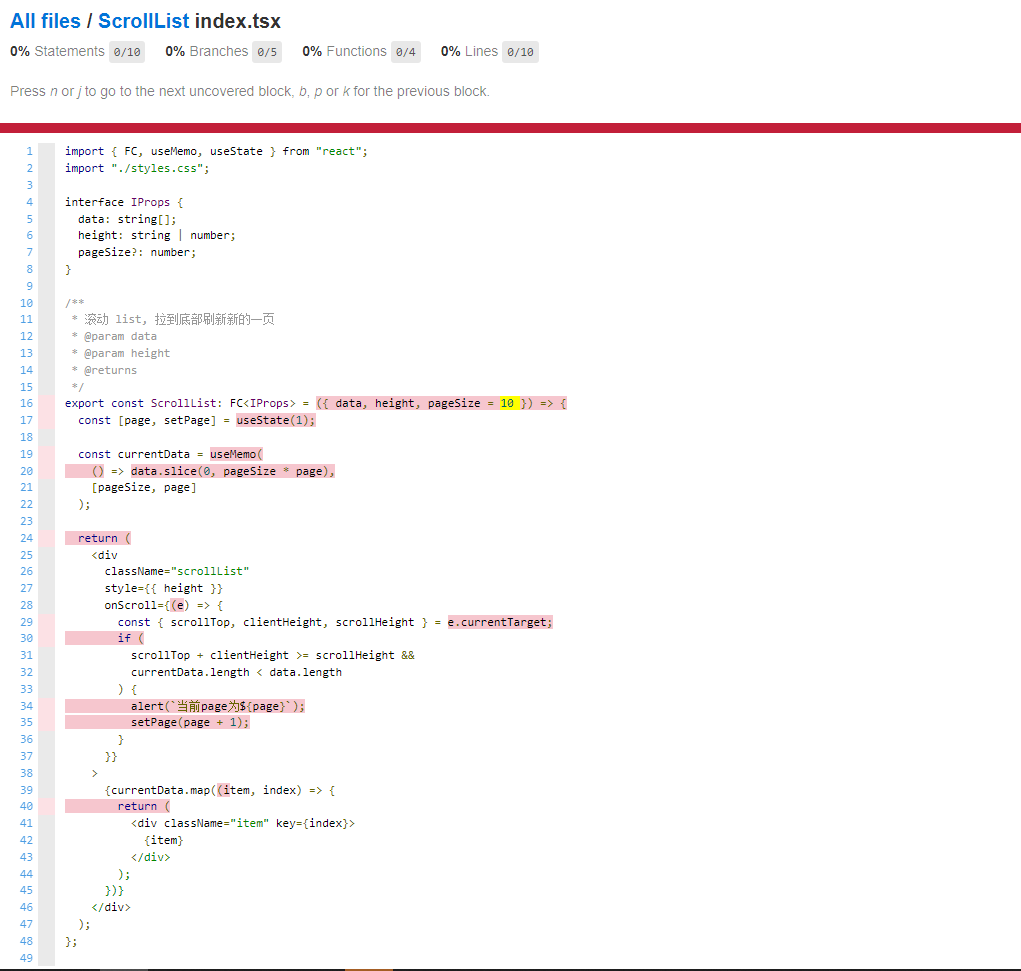 All files / ScrollList index.tsx
0% Statements 0/10 0% Branches 0/5 0% Functions 0/4 0% Lines 0/10
Press n or j to go to the next uncovered block, b, p or k for the previous block.
1 import { FC, useMemo, useState } from "react";
2 import "./styles.css";
3
4 interface IProps {
5   data: string[];
6   height: string | number;
7   pageSize?: number;
8 }
9
10 /**
11  * 滚动 list, 拉到底部刷新新的一页
12  * @param data
13  * @param height
14  * @returns
15  */
16 export const ScrollList: FC<IProps> = ({ data, height, pageSize = 10 }) => {
17   const [page, setPage] = useState(1);
18
19   const currentData = useMemo(
20     () => data.slice(0, pageSize * page),
21     [pageSize, page]
22   );
23
24   return (
25     <div
26       className="scrollList"
27       style={{ height }}
28       onScroll={(e) => {
29         const { scrollTop, clientHeight, scrollHeight } = e.currentTarget;
30         if (
31           scrollTop + clientHeight >= scrollHeight &&
32           currentData.length < data.length
33         ) {
34           alert(`当前page为${page}`);
35           setPage(page + 1);
36         }
37       }}
38     >
39       {currentData.map((item, index) => {
40         return (
41           <div className="item" key={index}>
42             {item}
43           </div>
44         );
45       })}
46     </div>
47   );
48 };
49